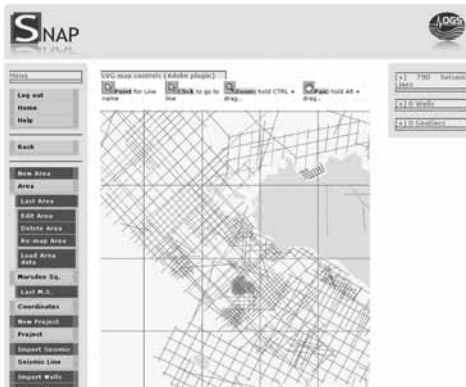 SNAP
OGS
Menu
SVG map controls (Adobe plugin)
Point for Line name
Click to go to line
Zoom: hold CTRL + drag...
Pan: hold Alt + drag...
[+] 790 Seismic Lines
[+] 0 Wells
[+] 0 GeoElecs
Log out
Home
Help
Back
New Area
Area
Last Area
Edit Area
Delete Area
Re-map Area
Load Area data
Marsden Sq.
Last M.S.
Coordinates
New Project
Project
Import Seismic
Seismic Line
Import Wells